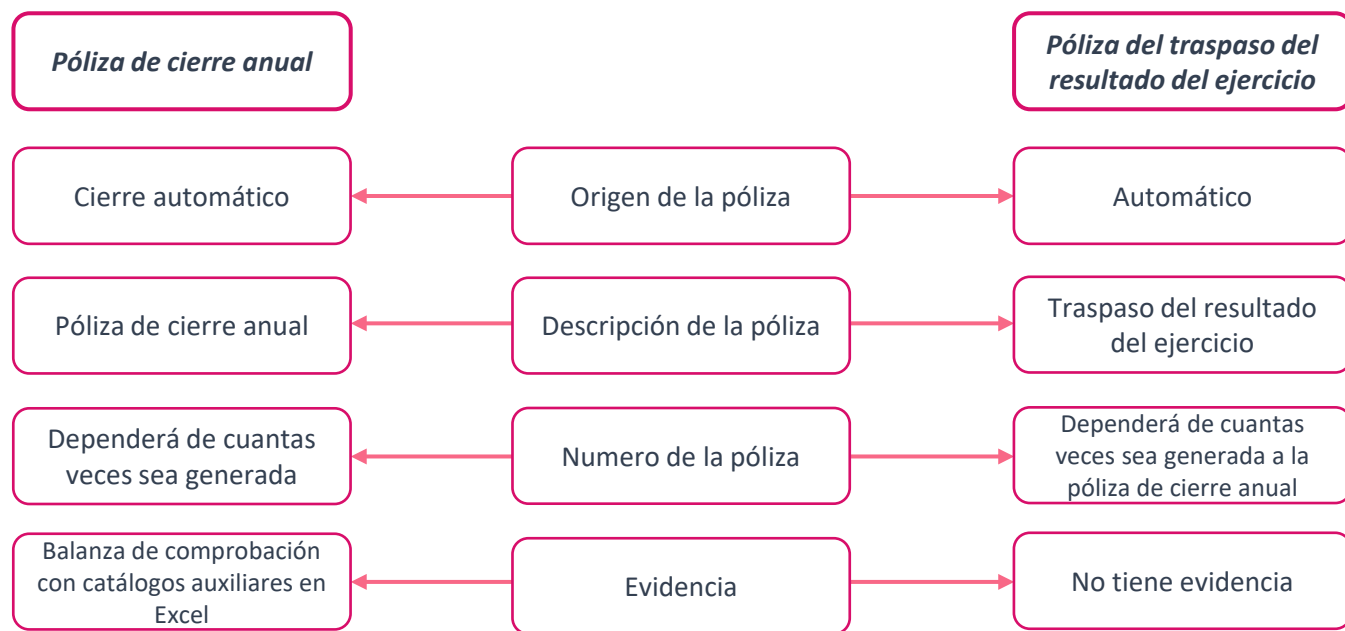 Póliza de cierre anual
Póliza del traspaso del
resultado del ejercicio
Cierre automático
Origen de la póliza
Automático
Póliza de cierre anual
Descripción de la póliza
Traspaso del resultado
del ejercicio
Dependerá de cuantas
veces sea generada
Numero de la póliza
Dependerá de cuantas
veces sea generada a la
póliza de cierre anual
Balanza de comprobación
con catálogos auxiliares en
Excel
Evidencia
No tiene evidencia